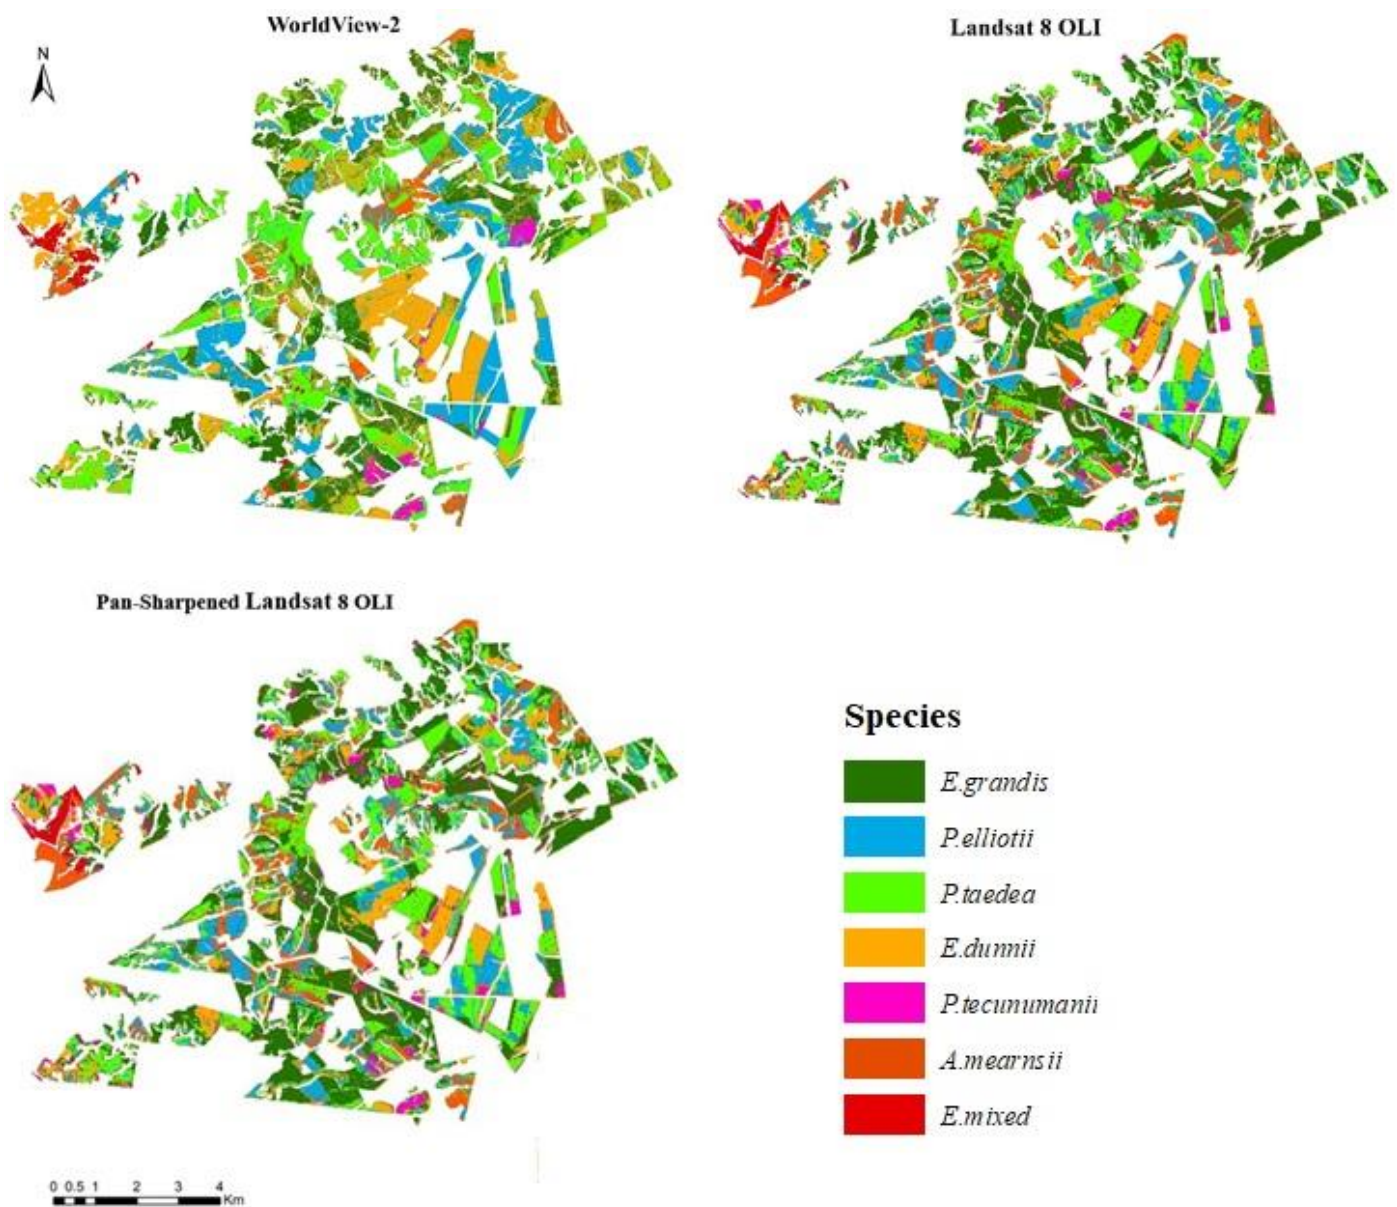 WorldView-2
Landsat 8 OLI
N
Pan-Sharpened Landsat 8 OLI
Species
E.grandis
P.elliotii
P.taedea
E.dunnii
P.tecunumanii
A.mearnsii
E.mixed
0 0.5 1 2 3 4
Km